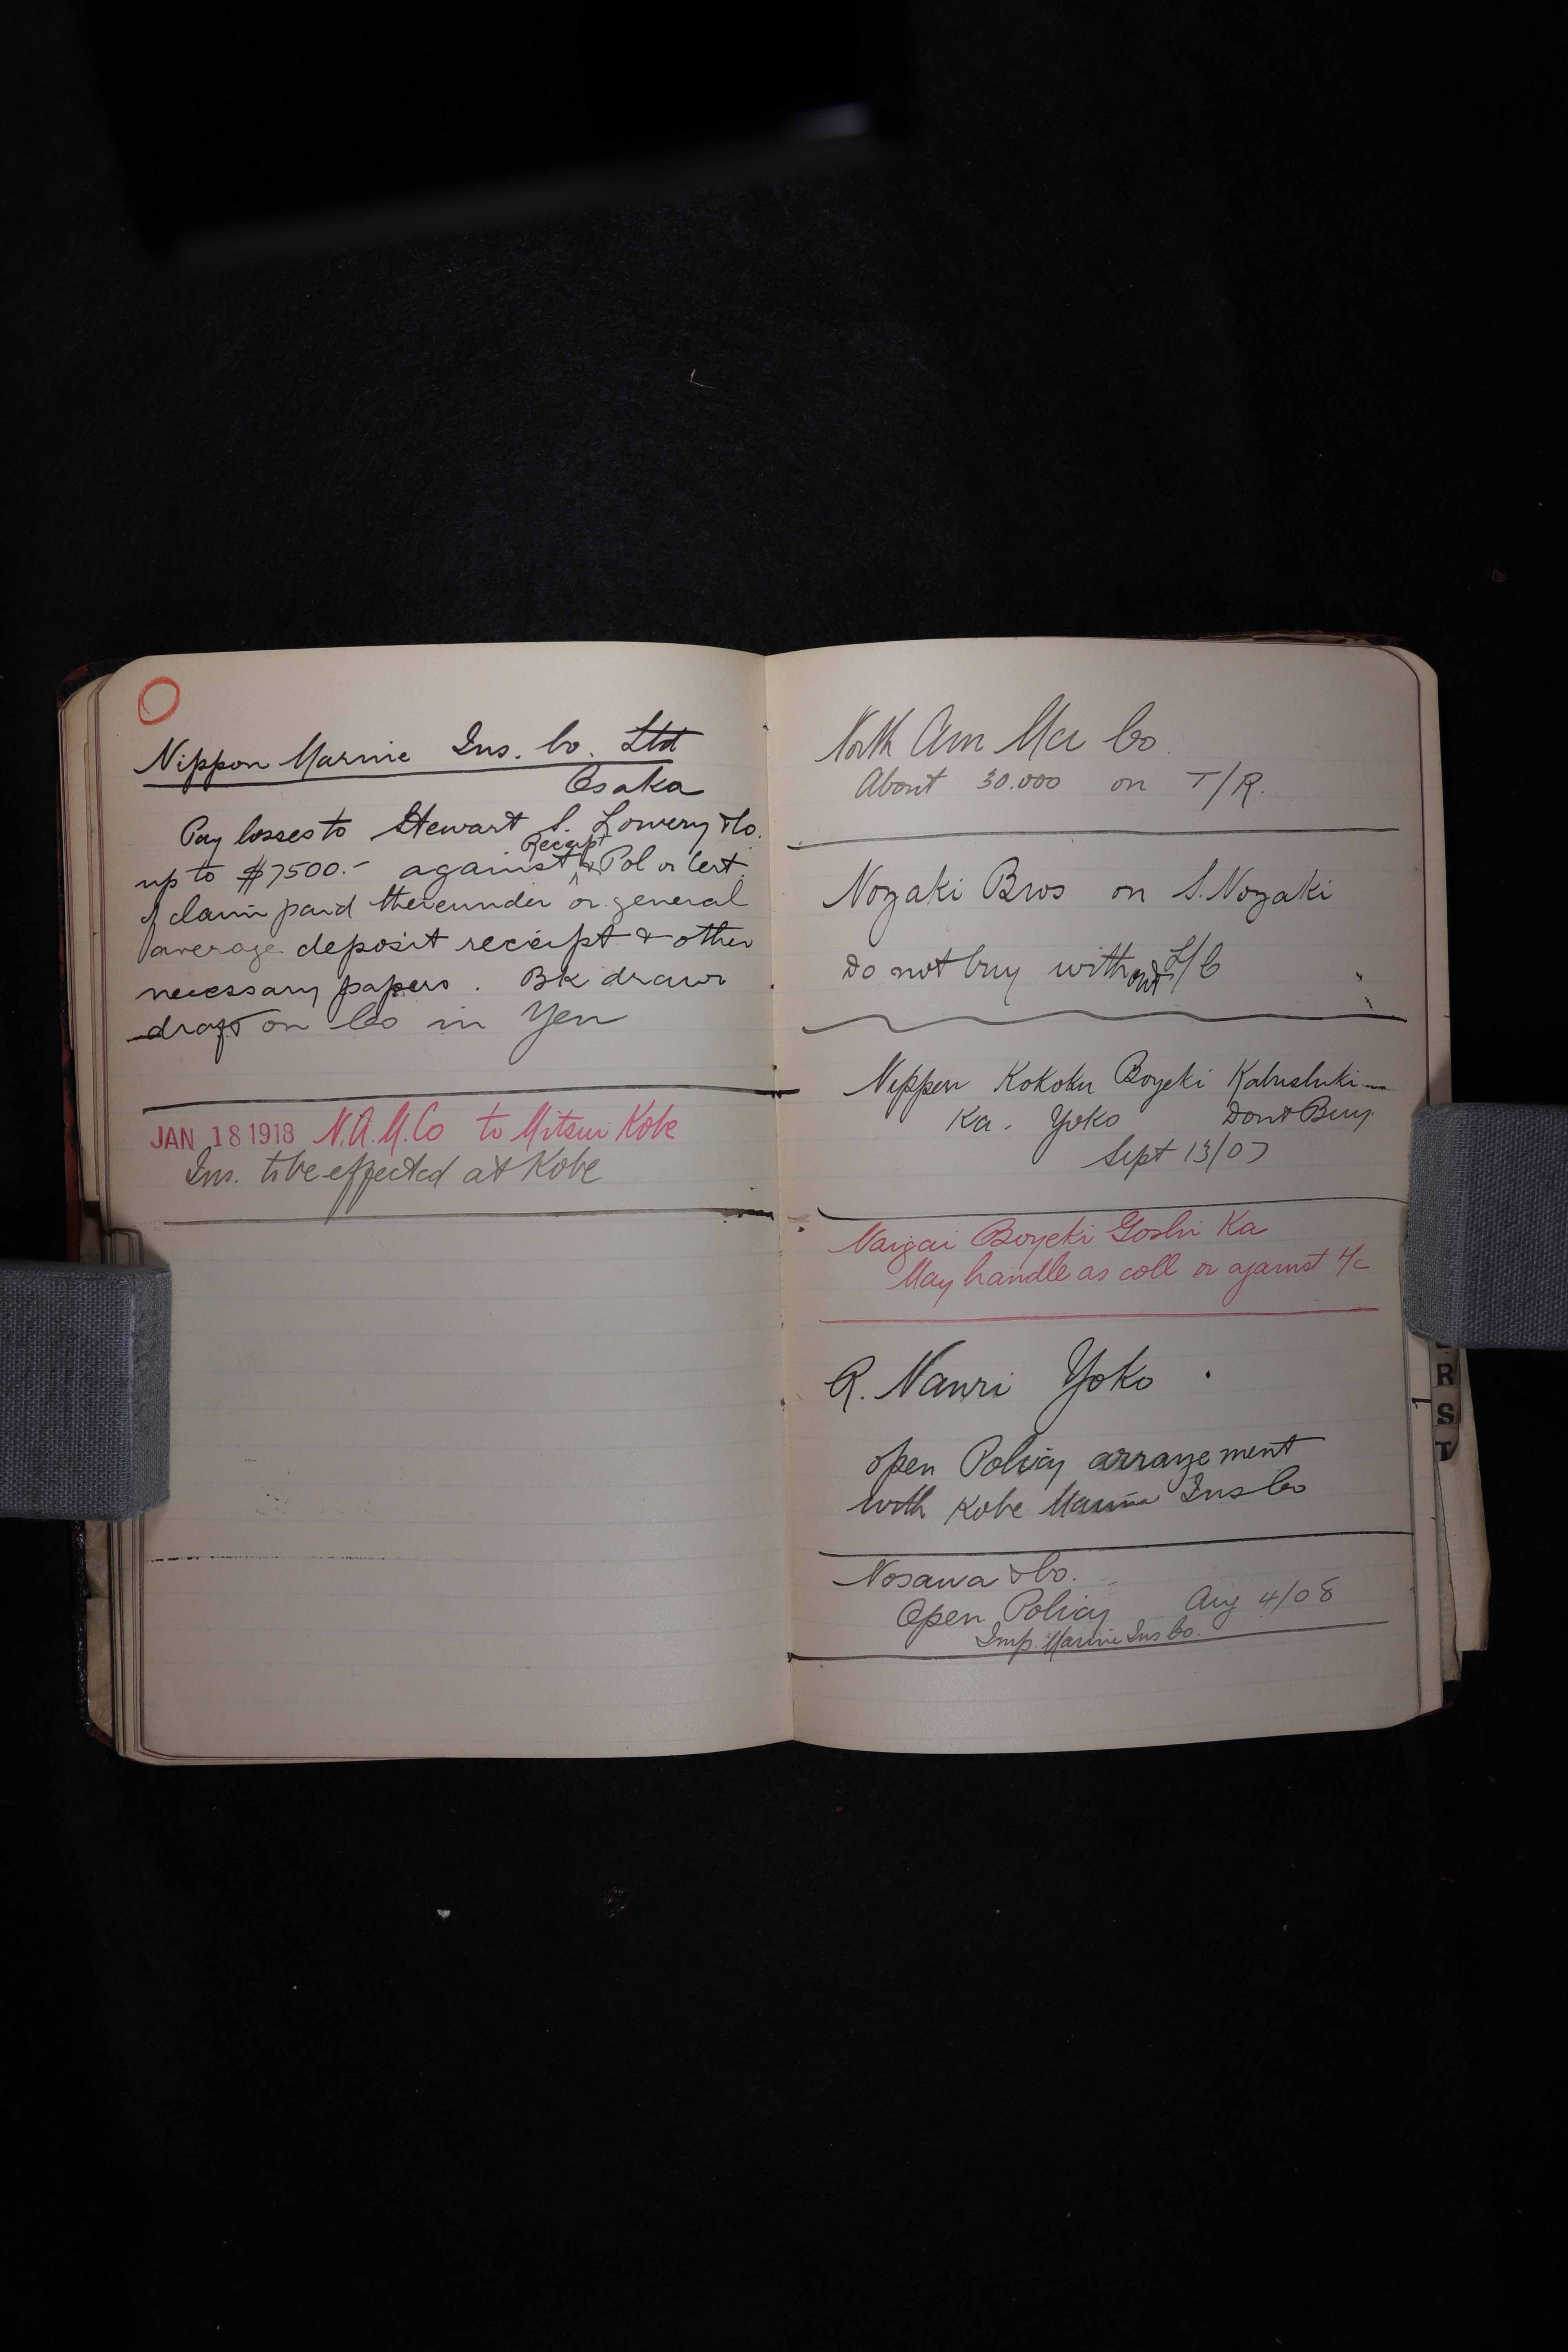 Nippon Marine Ins. Co. Ltd
Osaka
Pay losses to Stewart S. Lowery & Co.
Receipt
up to $7500.- against & Pol or Cert.
of claim paid thereunder or general
average deposit receipt & other
necessary papers. Bk draws
draft on Co in Yen
JAN 18 1918 N.A.M.Co to Mitsui Kobe
Ins. to be effected at Kobe
North Am Mer Co.
About 30.000 on T/R.
Nozaki Bros on S. Nozaki
Do not buy without L/C
Nippon Kokoku Boyeki Kabushiki
Ka. Yoko Dont Buy
Sept 13/07
Naigai Boyeki Goshi Ka
May handle as coll or against
R. Nanri Yoko
open Policy arrangement
with Kobe Marine Ins Co
Nosawa & Co.
Open Policy Aug 4/08
Imp. Marine Ins Co.
R
S
T